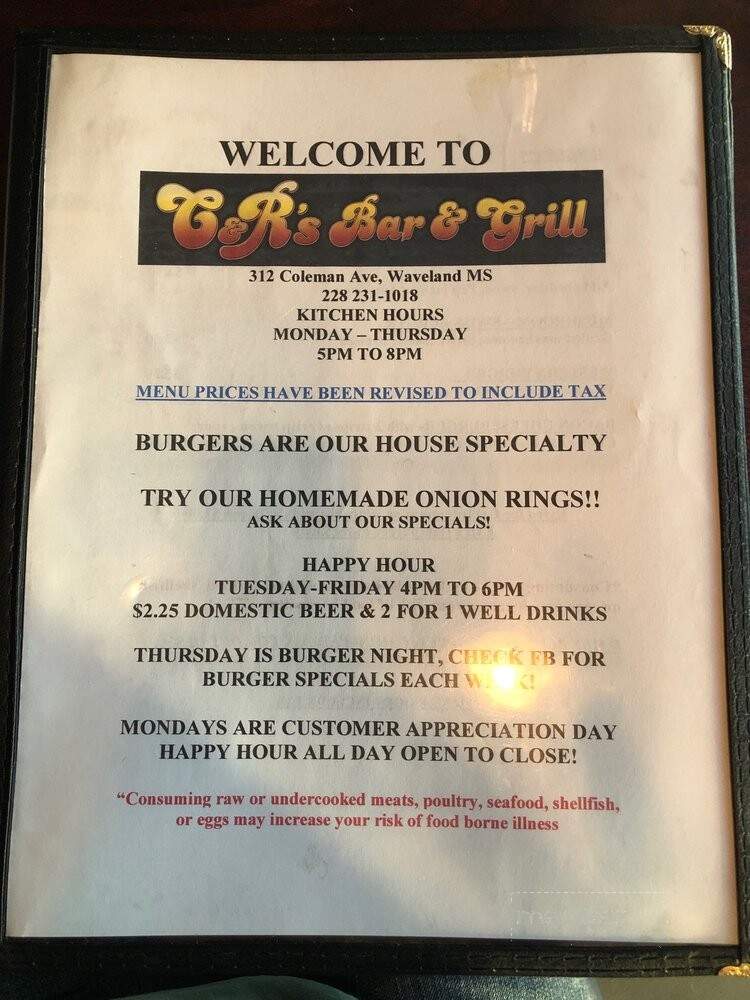 WELCOME TO
C&R's Bar & Grill
312 Coleman Ave, Waveland MS
228 231-1018
KITCHEN HOURS
MONDAY – THURSDAY
5PM TO 8PM
MENU PRICES HAVE BEEN REVISED TO INCLUDE TAX
BURGERS ARE OUR HOUSE SPECIALTY
TRY OUR HOMEMADE ONION RINGS!!
ASK ABOUT OUR SPECIALS!
HAPPY HOUR
TUESDAY-FRIDAY 4PM TO 6PM
$2.25 DOMESTIC BEER & 2 FOR 1 WELL DRINKS
THURSDAY IS BURGER NIGHT, CHECK FB FOR
BURGER SPECIALS EACH WEEK!
MONDAYS ARE CUSTOMER APPRECIATION DAY
HAPPY HOUR ALL DAY OPEN TO CLOSE!
“Consuming raw or undercooked meats, poultry, seafood, shellfish,
or eggs may increase your risk of food borne illness